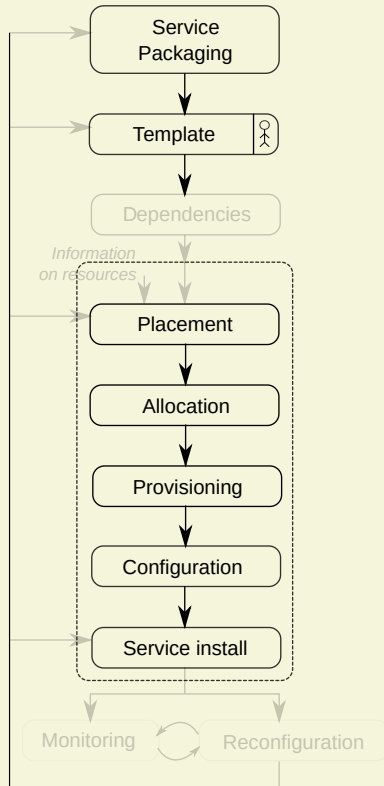 Service
Packaging
Template
Dependencies
Information
on resources
Placement
Allocation
Provisioning
Configuration
Service install
Monitoring
Reconfiguration